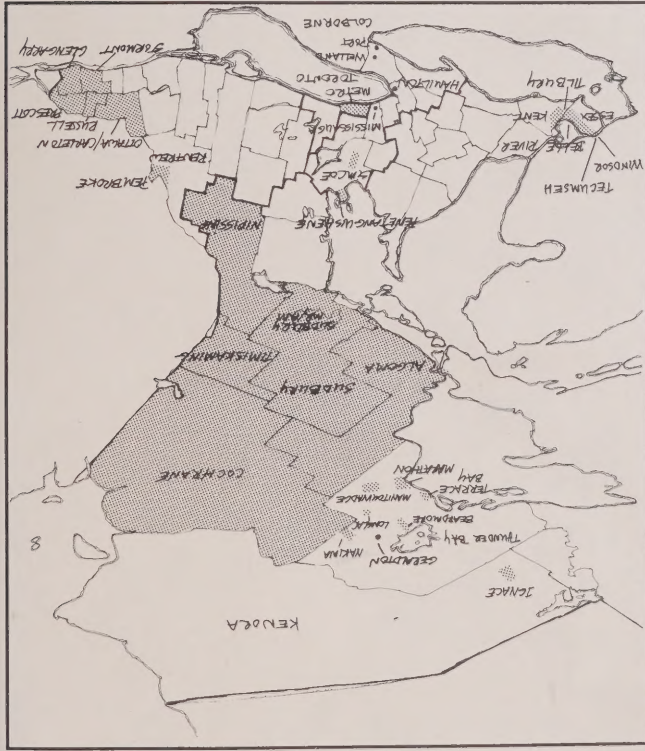 KENORA
IGNACE
GERALDTON
NAKINA
THUNDER BAY
BEARDMORE
TERRACE
BAY
MANITOUWADGE
MARATHON
COCHRANE
ALGOMA
SUDBURY
TIMISKAMING
SUDBURY
NIPISSING
PENETANGUISHENE
PEMBROKE
SIMCOE
RENFREW
OTTAWA/CARLETON
RUSSELL
PRESCOTT
TECUMSEH
WINDSOR
BELLE RIVER
ESSEX
KENT
TILBURY
MISSISSAUGA
HAMILTON
METRO
TORONTO
WELLAND
PORT
COLBORNE
STORMONT
GLENGARRY